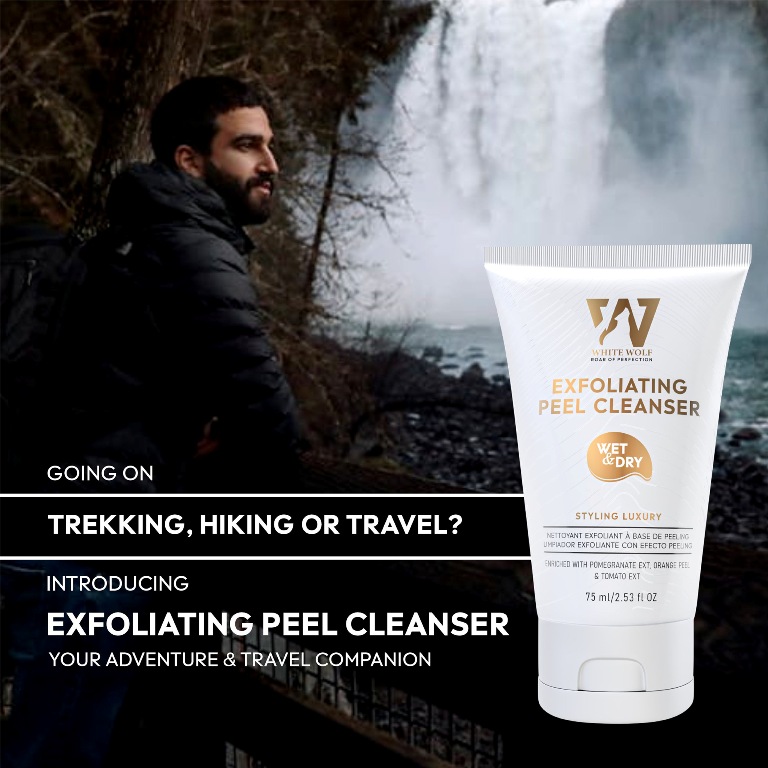 GOING ON
TREKKING, HIKING OR TRAVEL?
INTRODUCING
EXFOLIATING PEEL CLEANSER
YOUR ADVENTURE & TRAVEL COMPANION
W
WHITE WOLF
ROAR OF PERFECTION
EXFOLIATING
PEEL CLEANSER
WET
& DRY
STYLING LUXURY
NETTOYANT EXFOLIANT À BASE DE PEELING
LIMPIADOR EXFOLIANTE CON EFECTO PEELING
ENRICHED WITH POMEGRANATE EXT, ORANGE PEEL
& TOMATO EXT
75 ml/2.53 fl OZ